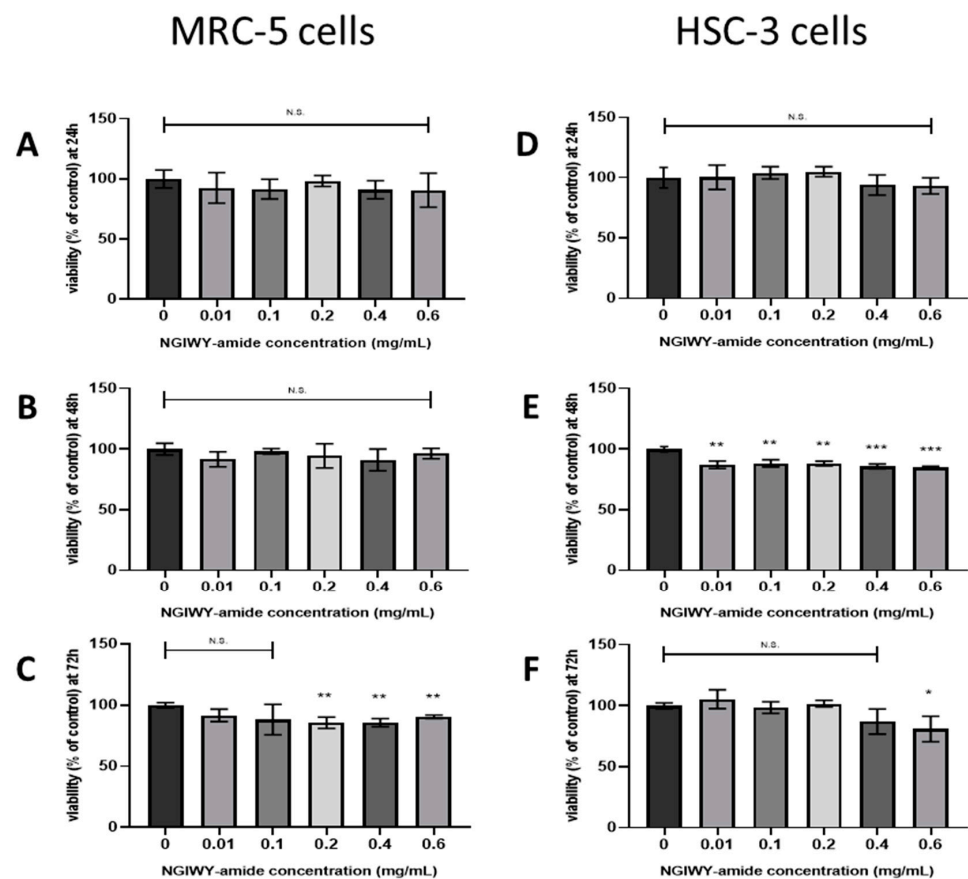 MRC-5 cells
HSC-3 cells
A
viability (% of control) at 24h
150
100
50
0
N.S.
0 0.01 0.1 0.2 0.4 0.6
NGIWY-amide concentration (mg/mL)
D
viability (% of control) at 24h
150
100
50
0
N.S.
0 0.01 0.1 0.2 0.4 0.6
NGIWY-amide concentration (mg/mL)
B
viability (% of control) at 48h
150
100
50
0
N.S.
0 0.01 0.1 0.2 0.4 0.6
NGIWY-amide concentration (mg/mL)
E
viability (% of control) at 48h
150
100
50
0
** ** ** *** ***
0 0.01 0.1 0.2 0.4 0.6
NGIWY-amide concentration (mg/mL)
C
viability (% of control) at 72h
150
100
50
0
N.S.
** ** **
0 0.01 0.1 0.2 0.4 0.6
NGIWY-amide concentration (mg/mL)
F
viability (% of control) at 72h
150
100
50
0
N.S.
*
0 0.01 0.1 0.2 0.4 0.6
NGIWY-amide concentration (mg/mL)